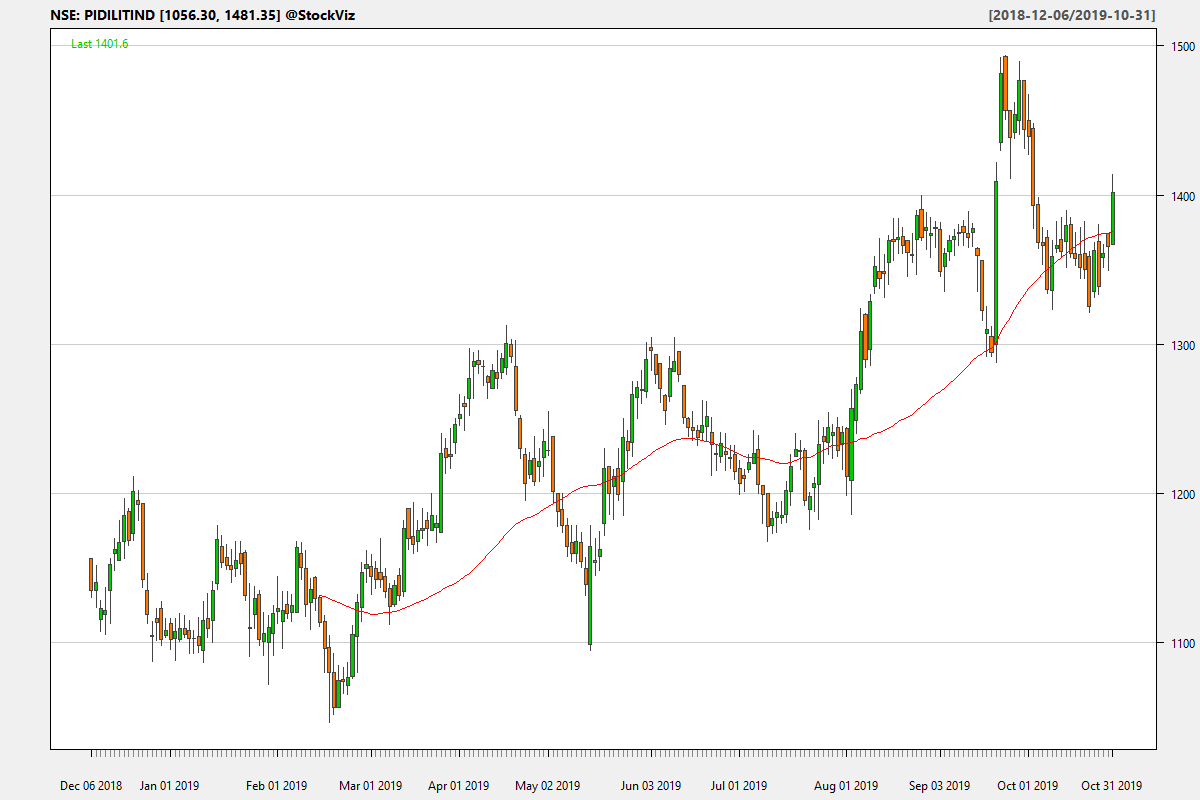 NSE: PIDILITIND [1056.30, 1481.35] @StockViz [2018-12-06/2019-10-31]
Last 1401.6
1500
1400
1300
1200
1100
Dec 06 2018 Jan 01 2019 Feb 01 2019 Mar 01 2019 Apr 01 2019 May 02 2019 Jun 03 2019 Jul 01 2019 Aug 01 2019 Sep 03 2019 Oct 01 2019 Oct 31 2019